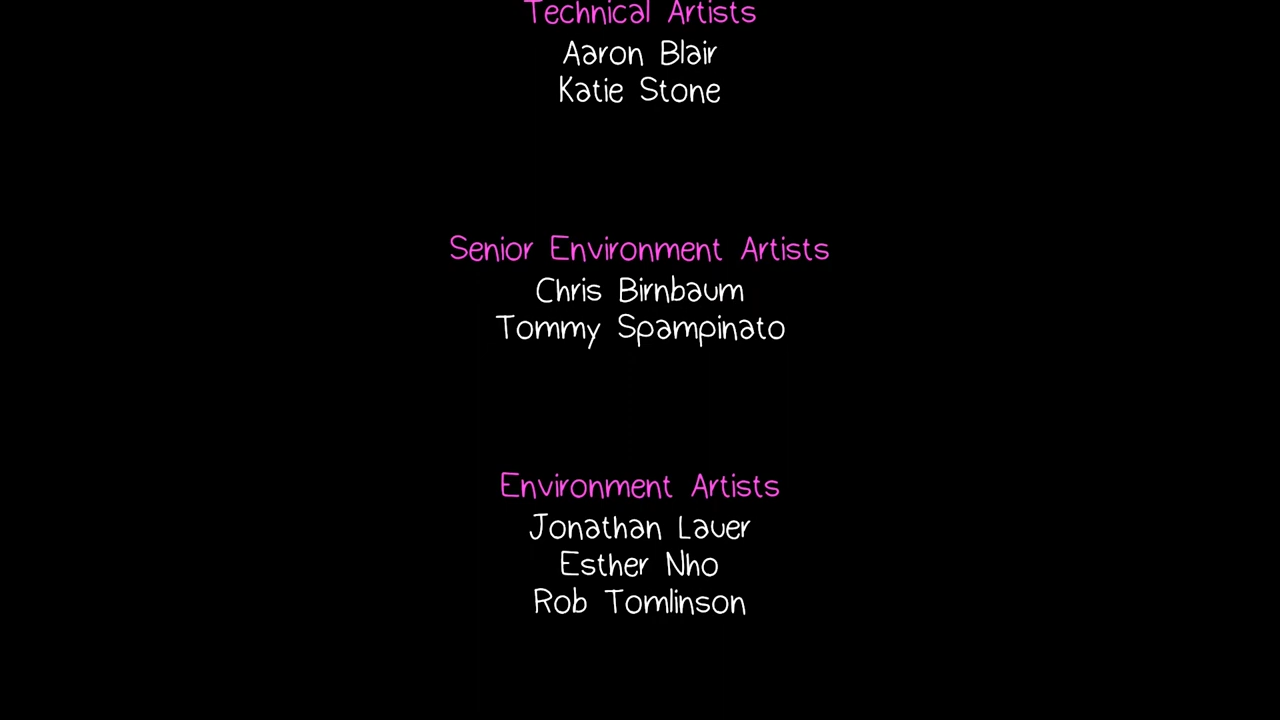 Technical Artists
Aaron Blair
Katie Stone
Senior Environment Artists
Chris Birnbaum
Tommy Spampinato
Environment Artists
Jonathan Lauer
Esther Nho
Rob Tomlinson